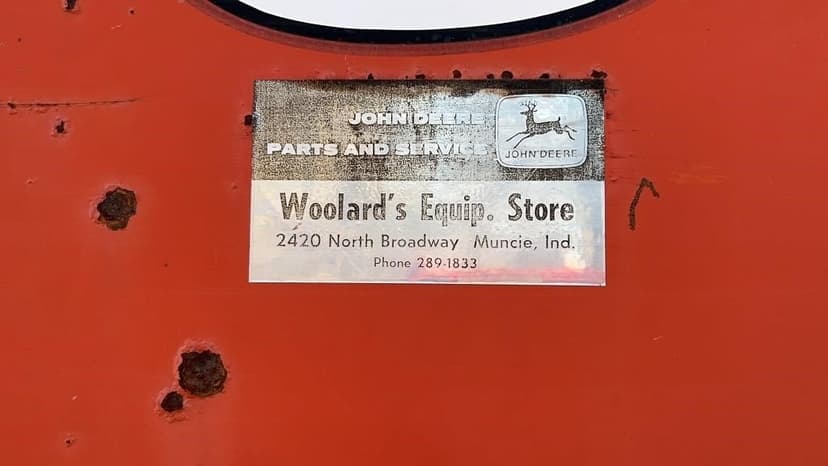 JOHN DEERE
PARTS AND SERVICE
JOHN DEERE
Woolard's Equip. Store
2420 North Broadway Muncie, Ind.
Phone 289-1833